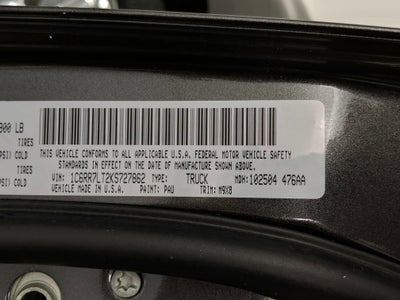 900 LB
TIRES
PSI) COLD
TIRES
PSI) COLD
THIS VEHICLE CONFORMS TO ALL APPLICABLE U.S.A. FEDERAL MOTOR VEHICLE SAFETY
STANDARDS IN EFFECT ON THE DATE OF MANUFACTURE SHOWN ABOVE.
VIN: 1C6RR7LT2KS727862 TYPE: TRUCK MDH: 102504 476AA
VEHICLE MADE IN U.S.A. PAINT: PAU TRIM: M9X8